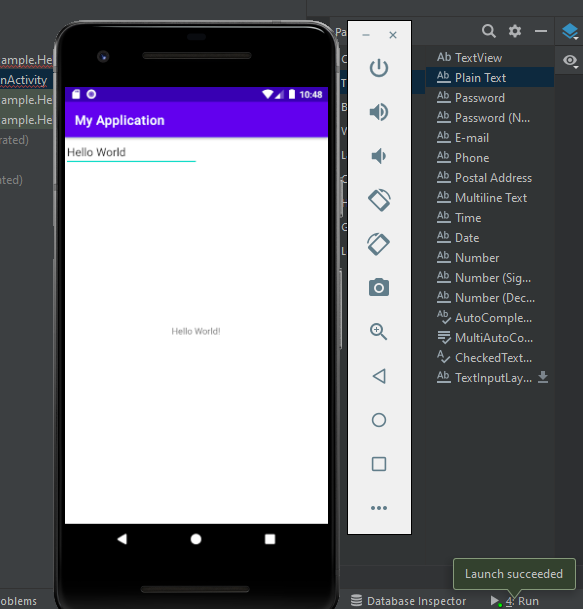 Pa
ample.He
nActivity
ample.He
ample.He
rated)
ated)
10:48
My Application
Hello World
Hello World!
Ab TextView
Ab Plain Text
Ab Password
Ab Password (N...
Ab E-mail
Ab Phone
Ab Postal Address
Ab Multiline Text
Ab Time
Ab Date
Ab Number
Ab Number (Sig...
Ab Number (Dec...
Ab AutoComple...
MultiAutoCo...
A CheckedText...
Ab TextInputLay...
Launch succeeded
oblems
Database Inspector
4: Run